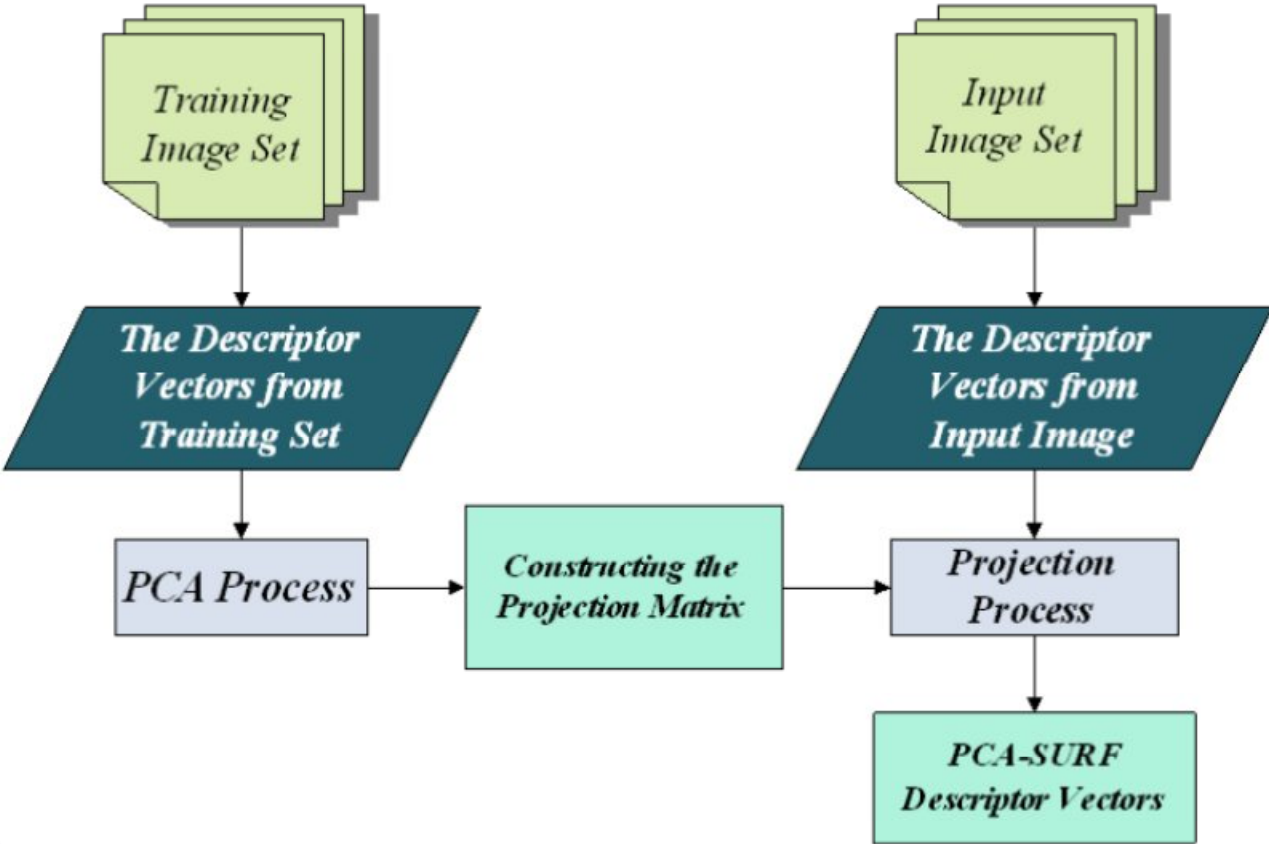 Training
Image Set
Input
Image Set
The Descriptor
Vectors from
Training Set
The Descriptor
Vectors from
Input Image
PCA Process
Constructing the
Projection Matrix
Projection
Process
PCA-SURF
Descriptor Vectors